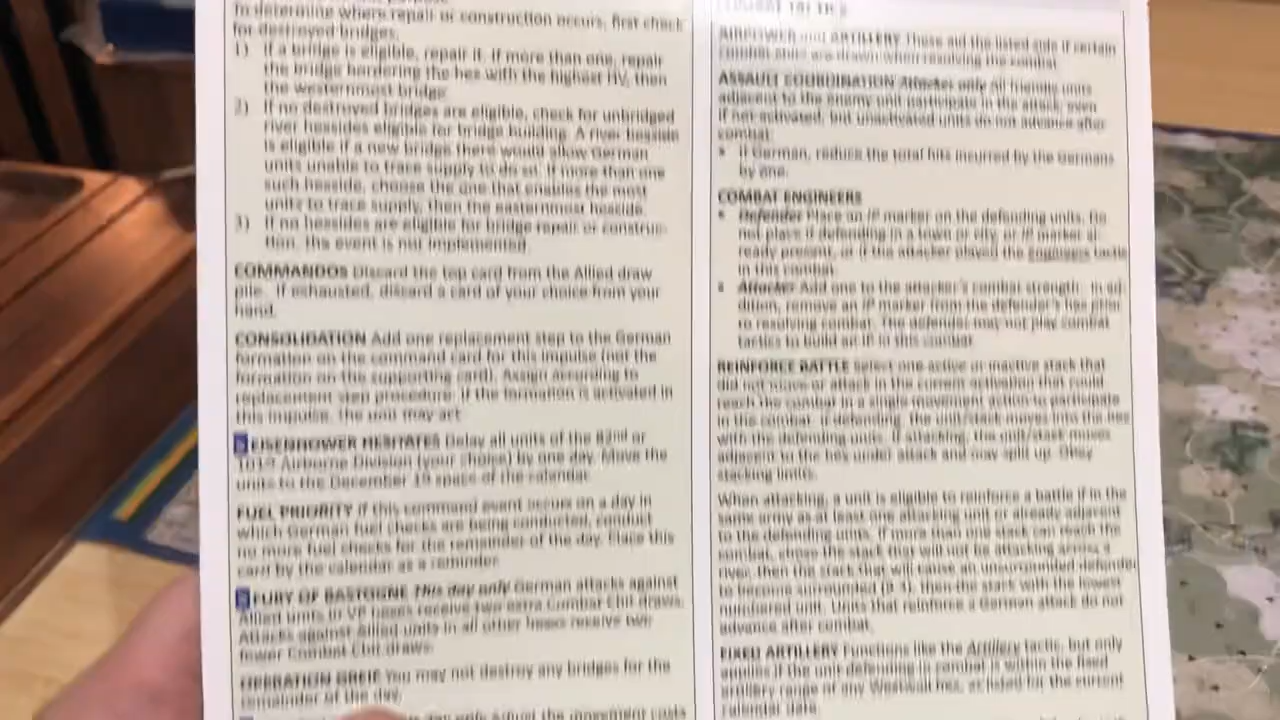 To determine where repair or construction occurs, first check
for destroyed bridges.
1) If a bridge is eligible, repair it. If more than one, repair
the bridge bordering the hex with the highest HV, then
the westernmost bridge
2) If no destroyed bridges are eligible, check for unbridged
river hexsides eligible for bridge building. A river hexside
is eligible if a new bridge there would allow German
units unable to trace supply to do so. If more than one
such hexside, choose the one that enables the most
units to trace supply, then the easternmost hexside.
3) If no hexsides are eligible for bridge repair or construc-
tion, the event is not implemented
COMMANDOS Discard the top card from the Allied draw
pile. If exhausted, discard a card of your choice from your
hand.
CONSOLIDATION Add one replacement step to the German
formation on the command card for this impulse (not the
formation on the supporting card). Assign according to
replacement step procedure. If the formation is activated in
this impulse, the unit may act
EISENHOWER HESITATES Delay all units of the 82nd or
101st Airborne Division (your choice) by one day. Move the
units to the December 19 space of the calendar
FUEL PRIORITY If this command event occurs on a day in
which German fuel checks are being conducted, conduct
no more fuel checks for the remainder of the day. Place this
card by the calendar as a reminder
FURY OF BASTOGNE This day only German attacks against
Allied units in VP hexes receive two extra Combat Chit draws.
Attacks against Allied units in all other hexes receive two
fewer Combat Chit draws.
OPERATION GREIF You may not destroy any bridges for the
remainder of the day.
day only adjust the movement costs
COMBAT TACTICS
AIRPOWER and ARTILLERY These aid the listed side if certain
combat chits are drawn when resolving the combat
ASSAULT COORDINATION Attacker only All friendly units
adjacent to the enemy unit participate in the attack, even
if not activated, but unactivated units do not advance after
combat.
• If German, reduce the total hits incurred by the Germans
by one.
COMBAT ENGINEERS
• Defender Place an IP marker on the defending units. Do
not place if defending in a town or city or IP marker al-
ready present, or if the attacker played the Engineers tactic
in this combat
• Attacker Add one to the attacker's combat strength. In ad-
dition, remove an IP marker from the defender's hex prior
to resolving combat. The defender may not play combat
tactics to build an IP in this combat
REINFORCE BATTLE Select one active or inactive stack that
did not move or attack in the current activation that could
reach the combat in a single movement action to participate
in the combat. If defending, the unit/stack moves into the hex
with the defending units. If attacking, the unit/stack moves
adjacent to the hex under attack and may split up. Obey
stacking limits.
When attacking, a unit is eligible to reinforce a battle if in the
same army as at least one attacking unit or already adjacent
to the defending units. If more than one stack can reach the
combat, chose the stack that will not be attacking across a
river, then the stack that will cause an unsurrounded defender
to become surrounded then the stack with the lowest
numbered unit. Units that reinforce a German attack do not
advance after combat.
FIXED ARTILLERY Functions like the Artillery tactic, but only
applies if the unit defending in combat is within the fixed
artillery range of any Westwall hex, as listed for the current
calendar date